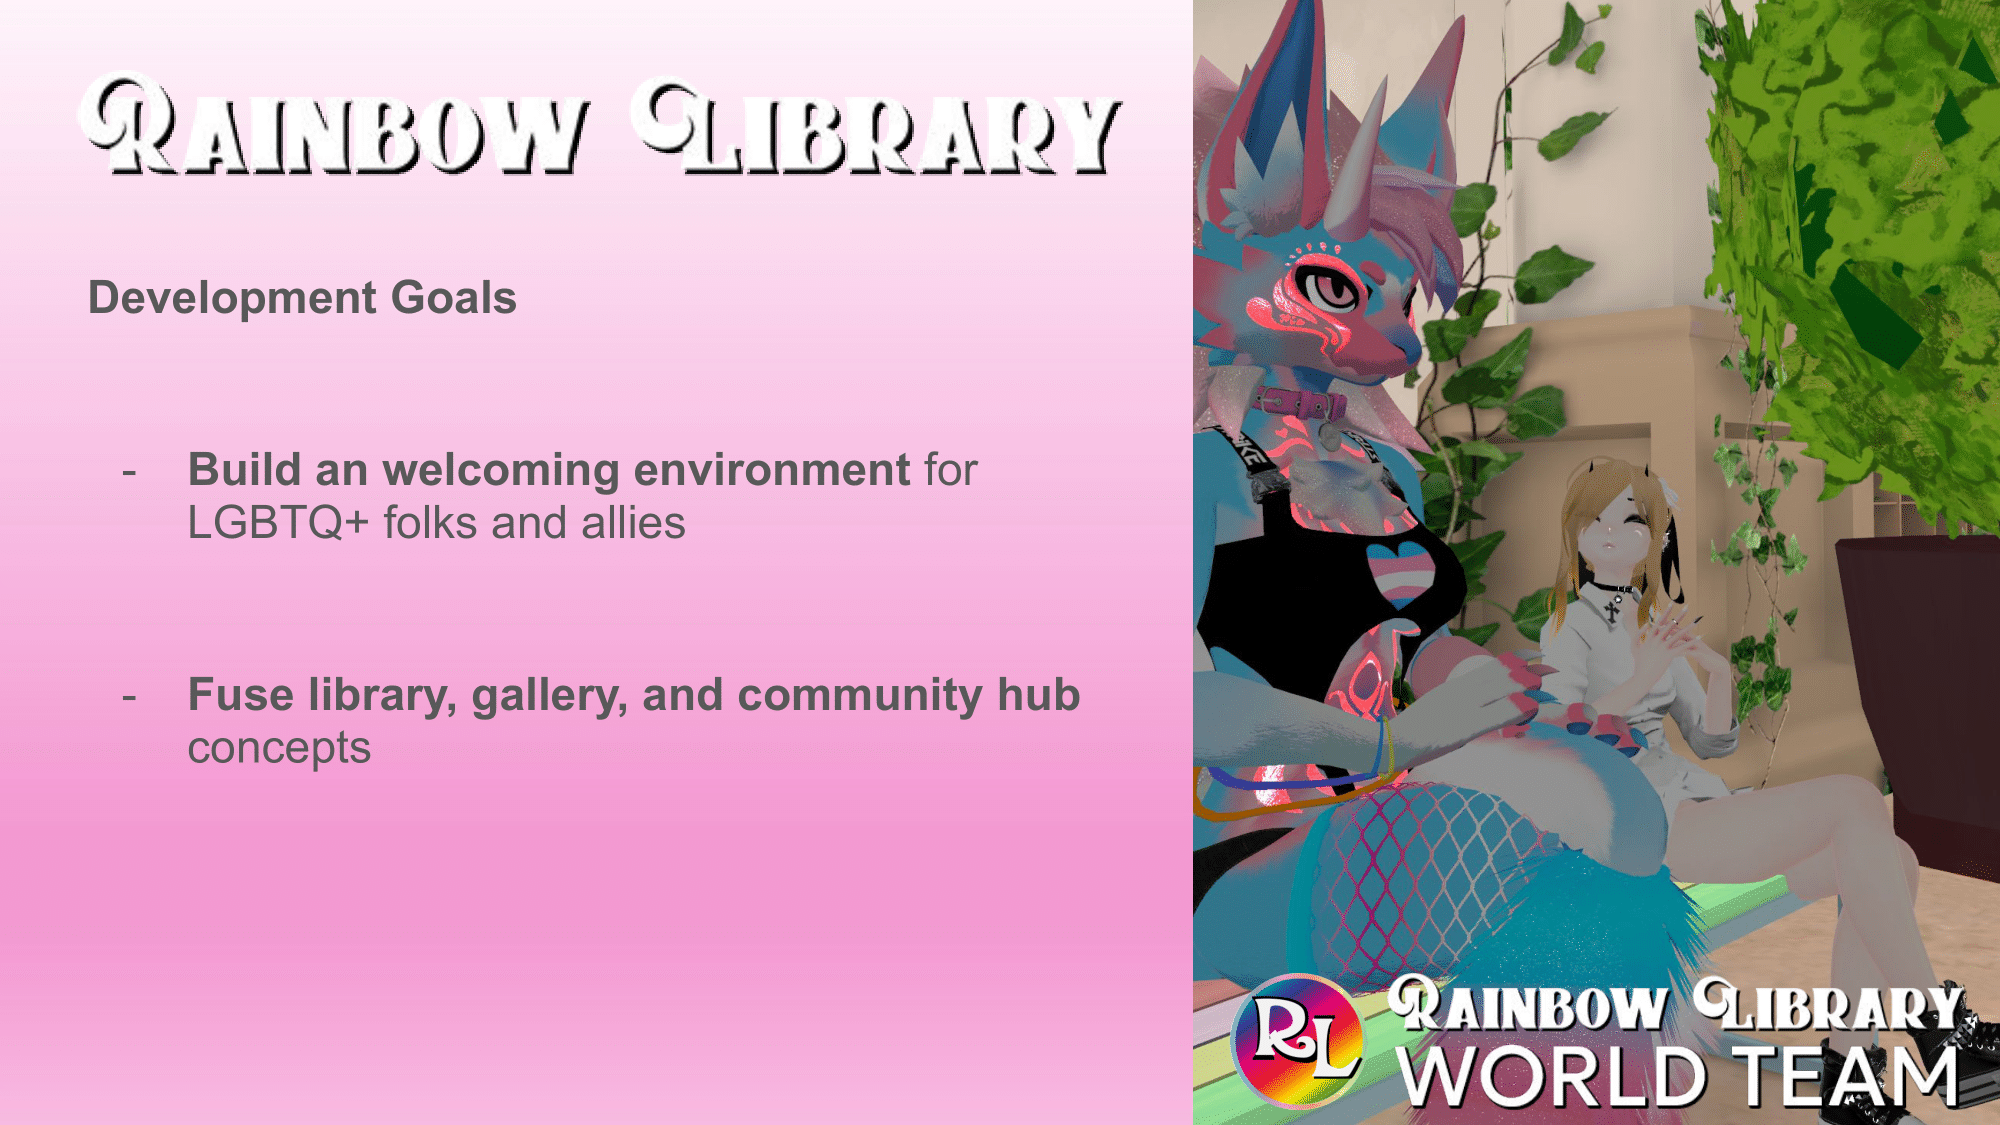 RAINBOW LIBRARY
Development Goals
- Build an welcoming environment for
LGBTQ+ folks and allies
- Fuse library, gallery, and community hub
concepts
RL
RAINBOW LIBRARY
WORLD TEAM